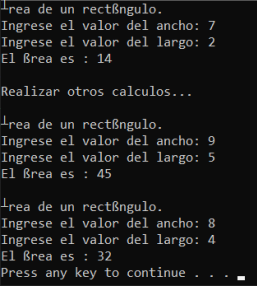 ┴rea de un rectßngulo.
Ingrese el valor del ancho: 7
Ingrese el valor del largo: 2
El ßrea es : 14
Realizar otros calculos...
┴rea de un rectßngulo.
Ingrese el valor del ancho: 9
Ingrese el valor del largo: 5
El ßrea es : 45
┴rea de un rectßngulo.
Ingrese el valor del ancho: 8
Ingrese el valor del largo: 4
El ßrea es : 32
Press any key to continue . . .